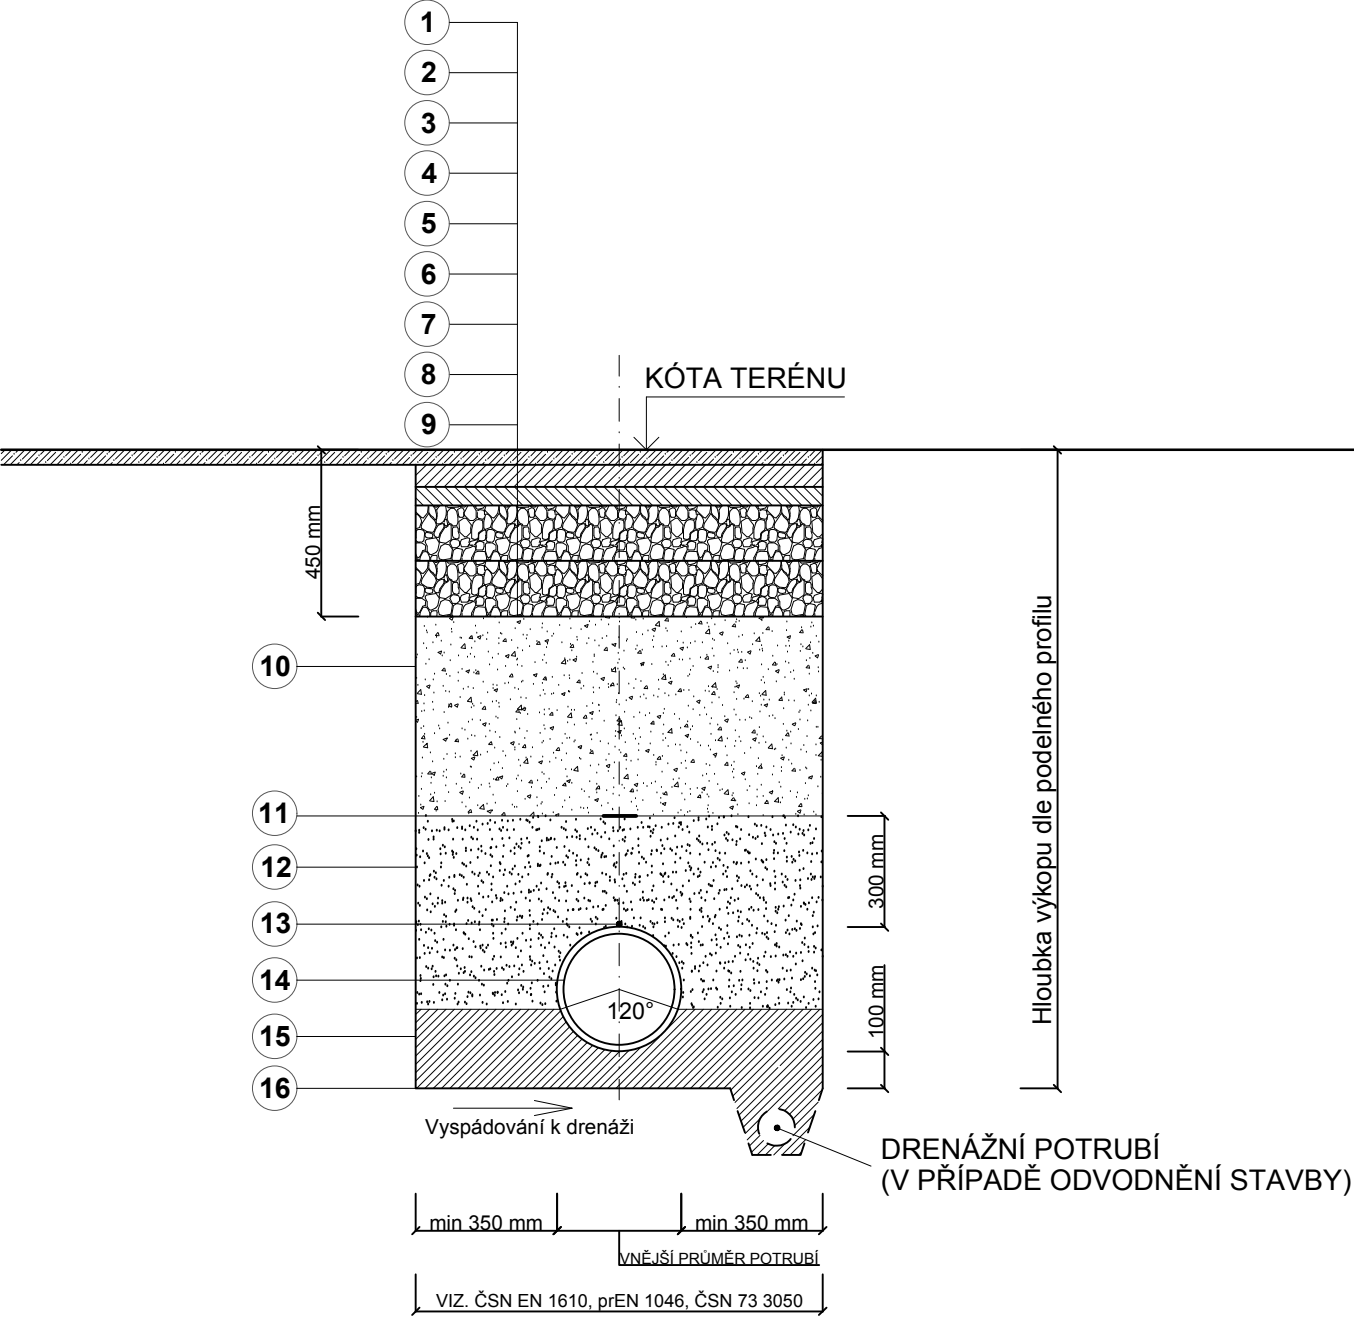 1
2
3
4
5
6
7
8
9
KÓTA TERÉNU
450 mm
10
11
12
13
14
15
16
300 mm
100 mm
Hloubka výkopu dle podelného profilu
120°
Vyspádování k drenáži
DRENÁŽNÍ POTRUBÍ
(V PŘÍPADĚ ODVODNĚNÍ STAVBY)
min 350 mm
min 350 mm
VNĚJŠÍ PRŮMĚR POTRUBÍ
VIZ. ČSN EN 1610, prEN 1046, ČSN 73 3050